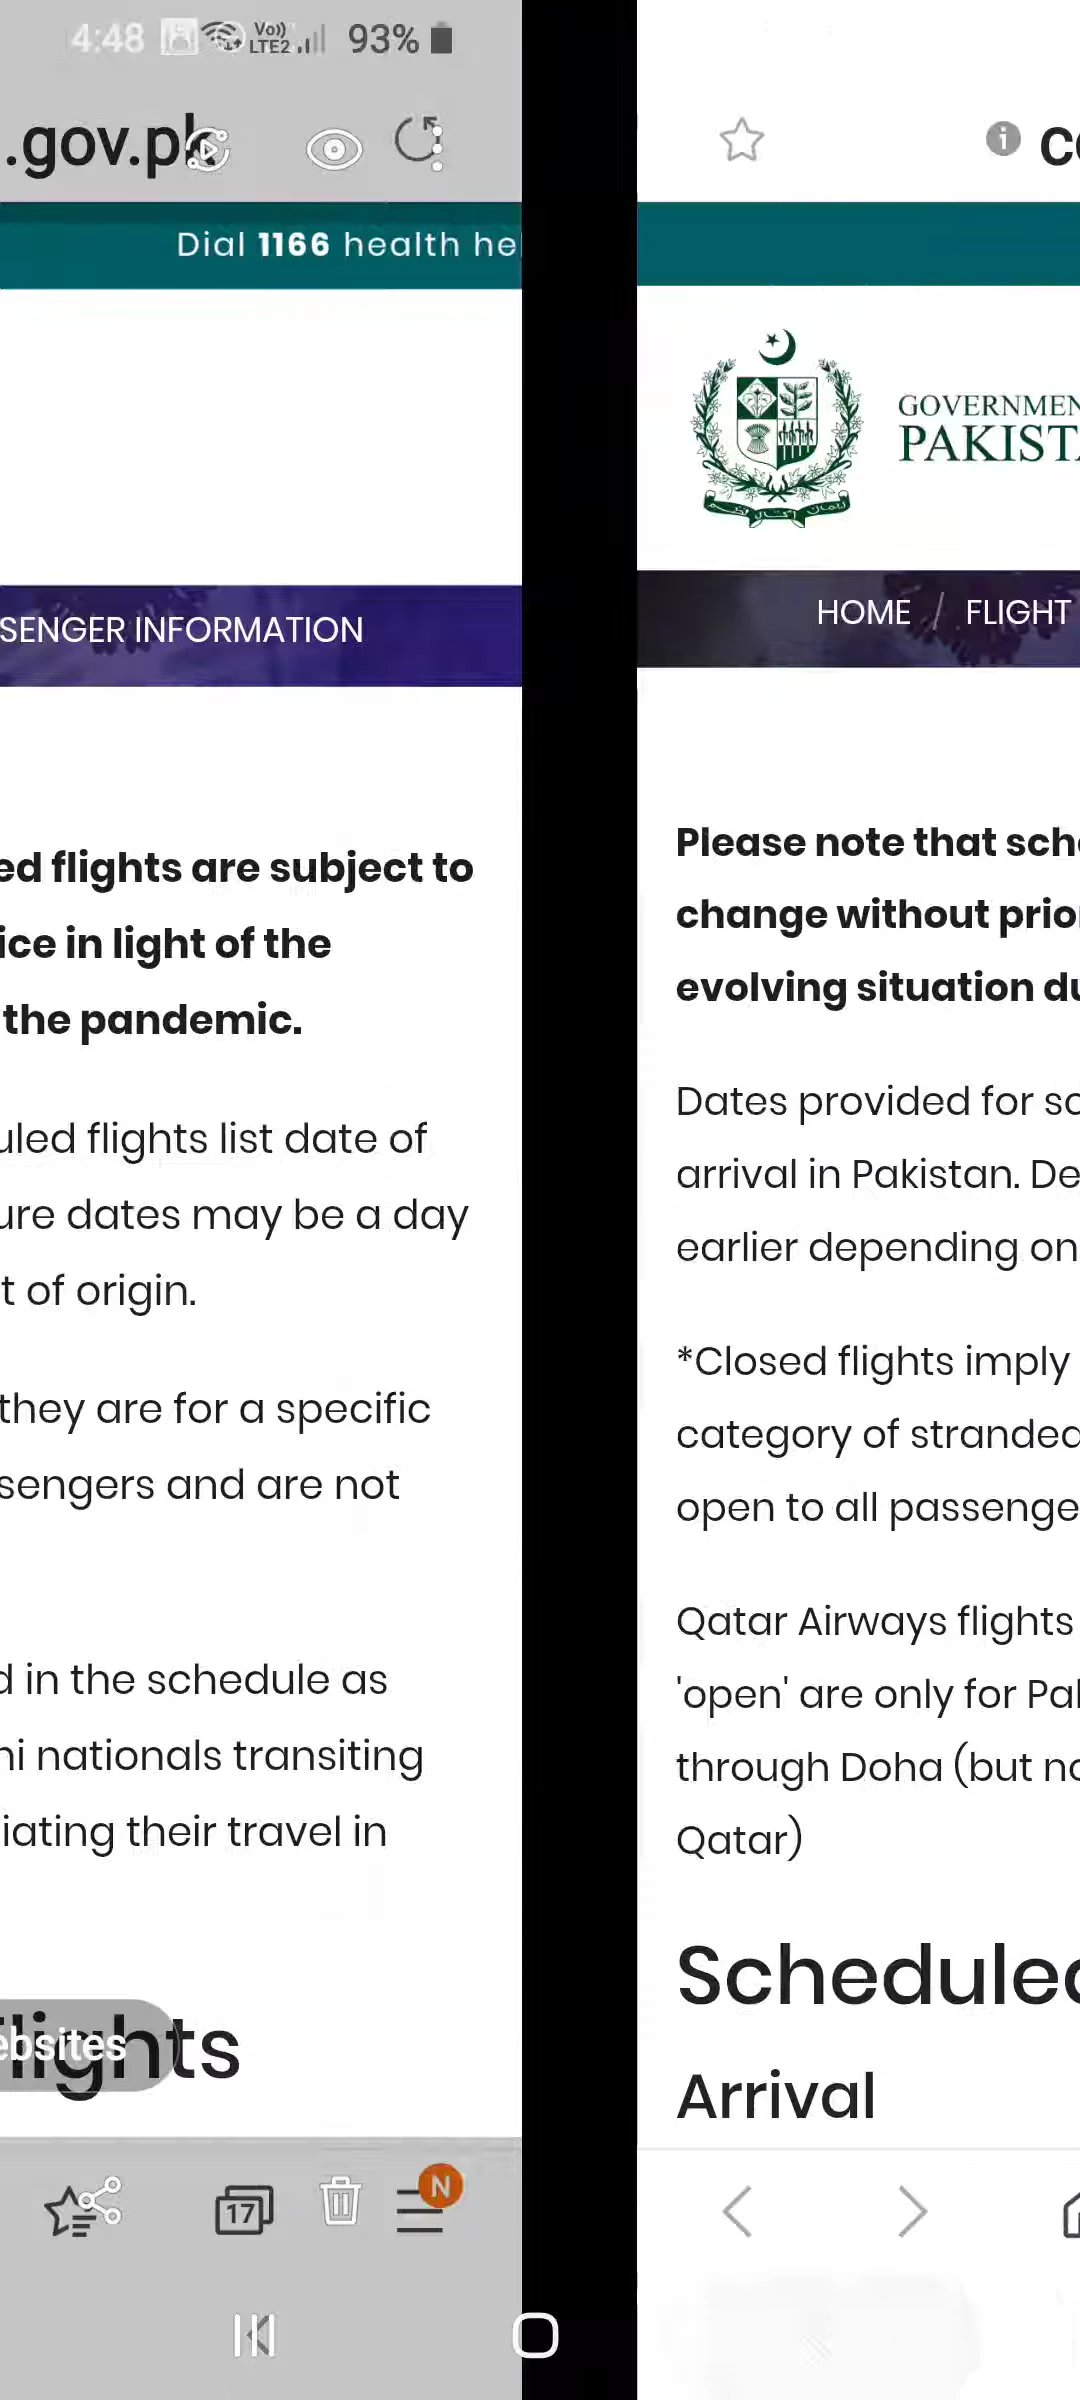 4:48
Vo))
LTE2
93%
.gov.pk
Dial 1166 health he
SENGER INFORMATION
ed flights are subject to
ice in light of the
the pandemic.
uled flights list date of
ure dates may be a day
t of origin.
they are for a specific
sengers and are not
d in the schedule as
ni nationals transiting
iating their travel in
Flights
ebsites
17
N
GOVERNMEN
PAKIST
HOME / FLIGHT
Please note that sch
change without prio
evolving situation du
Dates provided for sc
arrival in Pakistan. De
earlier depending on
*Closed flights imply
category of stranded
open to all passenge
Qatar Airways flights
'open' are only for Pa
through Doha (but no
Qatar)
Scheduled
Arrival